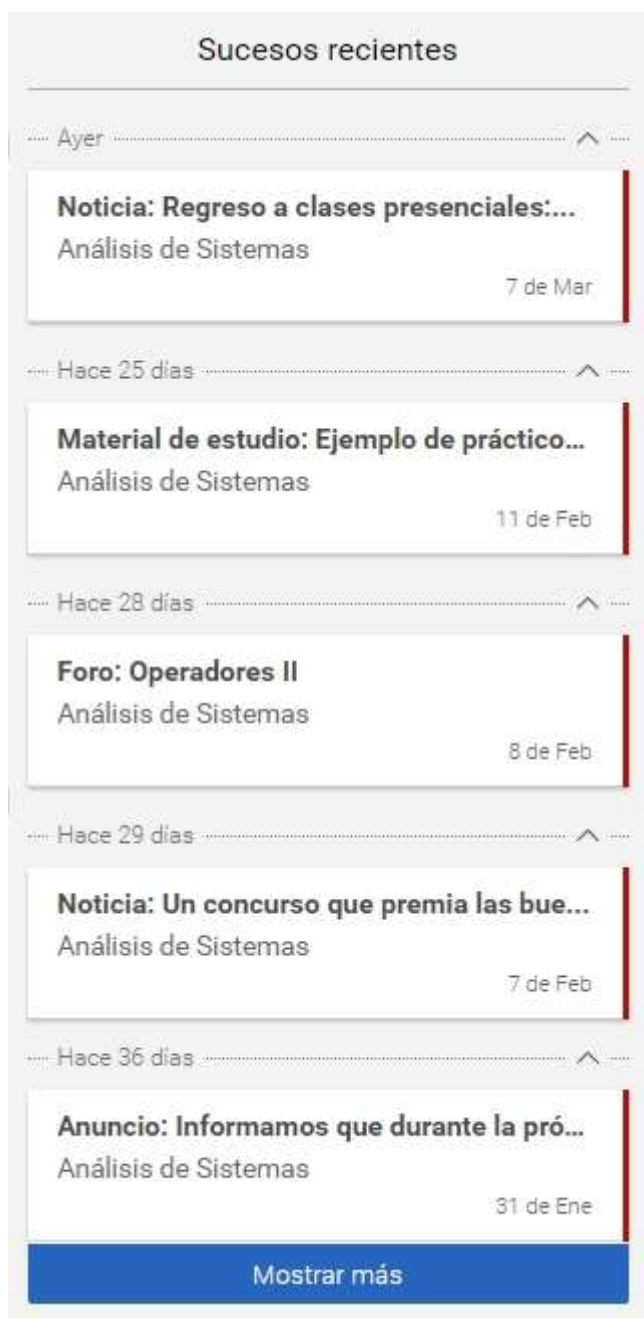 Sucesos recientes
Ayer
Noticia: Regreso a clases presenciales:...
Análisis de Sistemas
7 de Mar
Hace 25 días
Material de estudio: Ejemplo de práctico...
Análisis de Sistemas
11 de Feb
Hace 28 días
Foro: Operadores II
Análisis de Sistemas
8 de Feb
Hace 29 días
Noticia: Un concurso que premia las bue...
Análisis de Sistemas
7 de Feb
Hace 36 días
Anuncio: Informamos que durante la pró...
Análisis de Sistemas
31 de Ene
Mostrar más